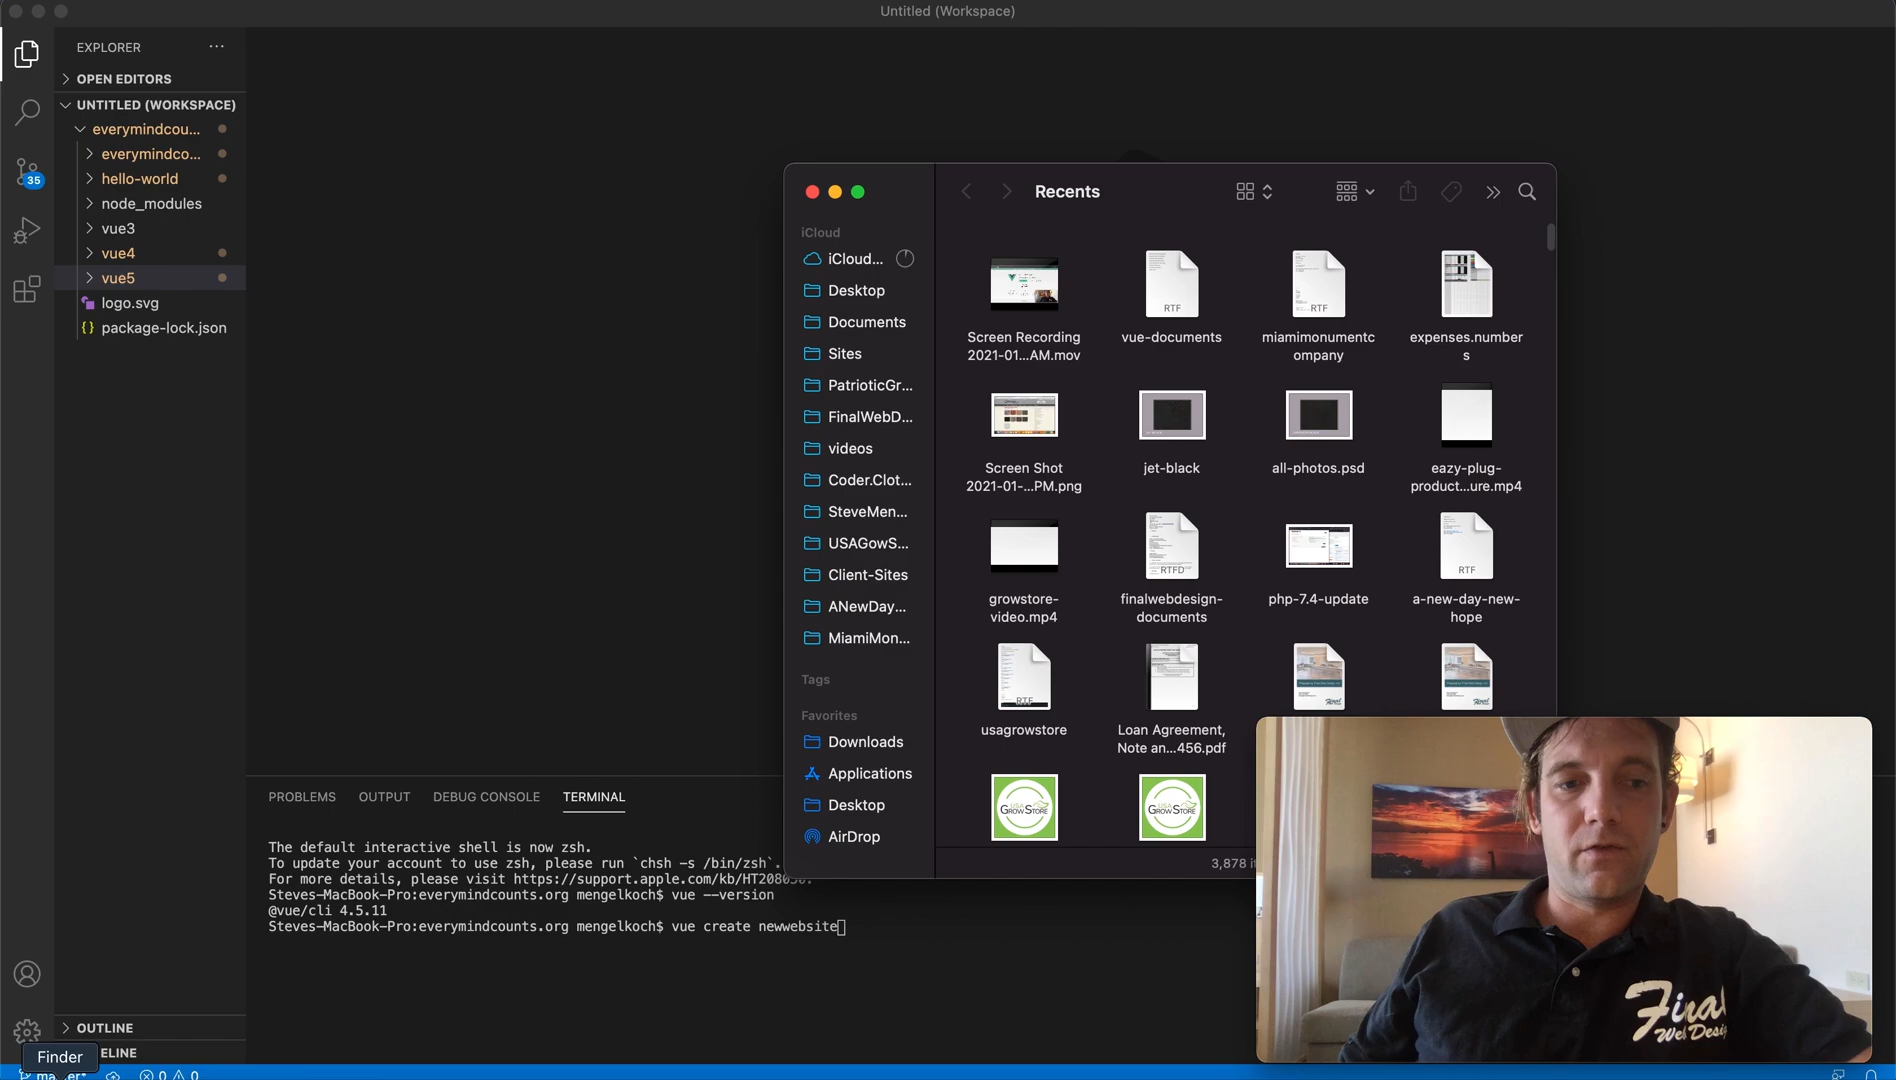 Untitled (Workspace)
EXPLORER
OPEN EDITORS
UNTITLED (WORKSPACE)
everymindcou...
everymindco...
hello-world
node_modules
vue3
vue4
vue5
logo.svg
{} package-lock.json
35
OUTLINE
ELINE
Finder
0 0
Recents
iCloud
iCloud...
Desktop
Documents
Sites
PatrioticGr...
FinalWebD...
videos
Coder.Clot...
SteveMen...
USAGowS...
Client-Sites
ANewDay...
MiamiMon...
Tags
Favorites
Downloads
Applications
Desktop
AirDrop
RTF
RTF
Screen Recording
2021-01...AM.mov
vue-documents
miamimonumentc
ompany
expenses.number
s
Screen Shot
2021-01-...PM.png
jet-black
all-photos.psd
eazy-plug-
product...ure.mp4
RTFD
RTF
growstore-
video.mp4
finalwebdesign-
documents
php-7.4-update
a-new-day-new-
hope
RTF
usagrowstore
Loan Agreement,
Note an...456.pdf
USA
GROWSTORE
USA
GROWSTORE
3,878 it
PROBLEMS
OUTPUT
DEBUG CONSOLE
TERMINAL
The default interactive shell is now zsh.
To update your account to use zsh, please run `chsh -s /bin/zsh`.
For more details, please visit https://support.apple.com/kb/HT208050.
Steves-MacBook-Pro:everymindcounts.org mengelkoch$ vue --version
@vue/cli 4.5.11
Steves-MacBook-Pro:everymindcounts.org mengelkoch$ vue create newwebsite
Final
Web Design